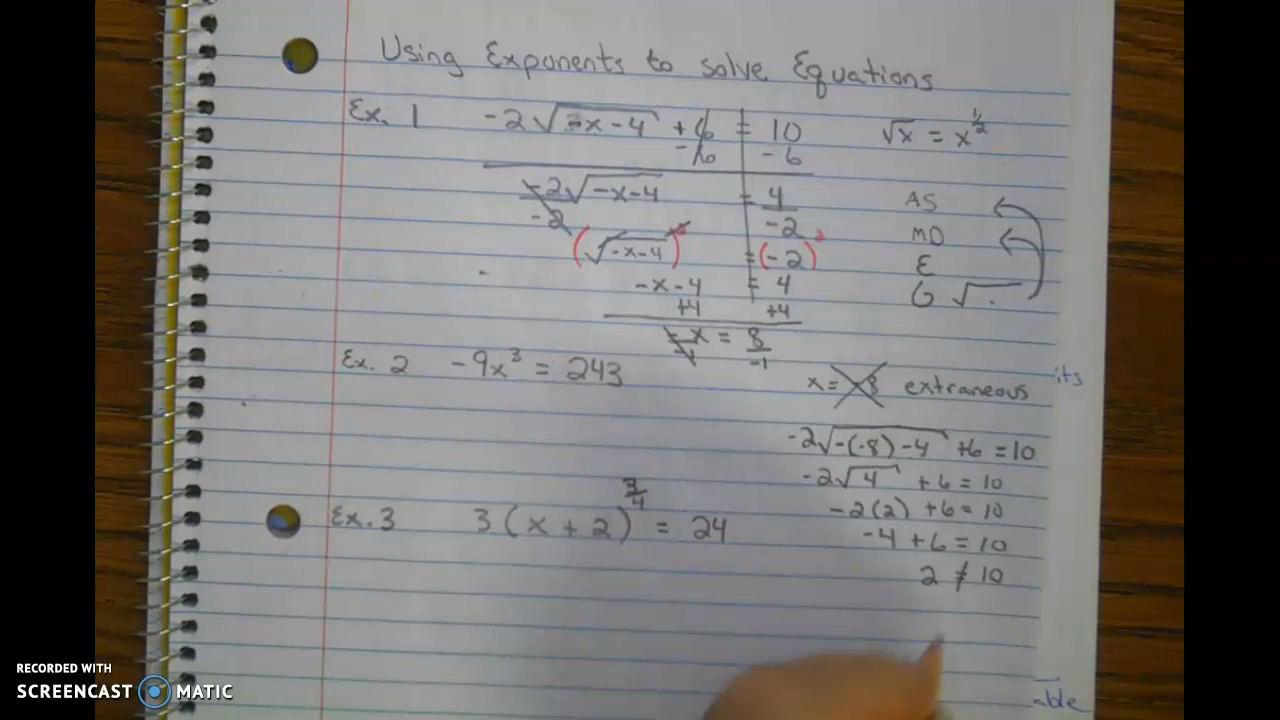 Using Exponents to solve Equations
Ex. 1 -2√-x-4 +6 = 10 √x = x^1/2
-6 -6
-2√-x-4 = 4 AS
-2 -2 MD
(√-x-4)² = (-2)² E
-x-4 = 4 G √
+4 +4
-x = 8
-1 -1
Ex. 2 -9x³ = 243
x = -8 extraneous its
-2√-(-8)-4 +6 = 10
-2√4 +6 = 10
-2(2) +6 = 10
Ex. 3 3(x+2)^3/4 = 24
-4 +6 = 10
2 ≠ 10
able
RECORDED WITH
SCREENCAST MATIC